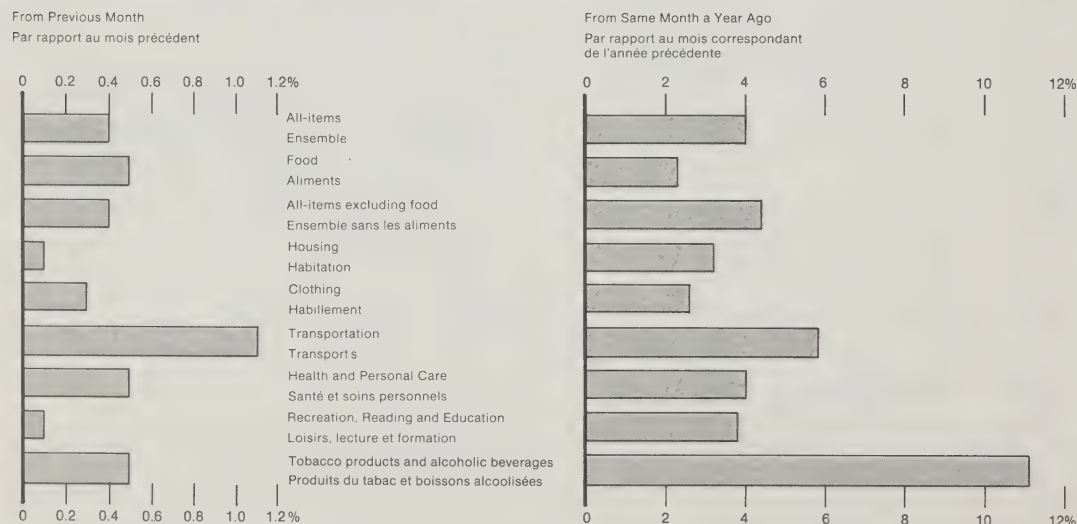 From Previous Month
Par rapport au mois précédent
0 0.2 0.4 0.6 0.8 1.0 1.2%
From Same Month a Year Ago
Par rapport au mois correspondant
de l'année précédente
0 2 4 6 8 10 12%
All-items
Ensemble
Food
Aliments
All-items excluding food
Ensemble sans les aliments
Housing
Habitation
Clothing
Habillement
Transportation
Transports
Health and Personal Care
Santé et soins personnels
Recreation, Reading and Education
Loisirs, lecture et formation
Tobacco products and alcoholic beverages
Produits du tabac et boissons alcoolisées
0 0.2 0.4 0.6 0.8 1.0 1.2%
0 2 4 6 8 10 12%